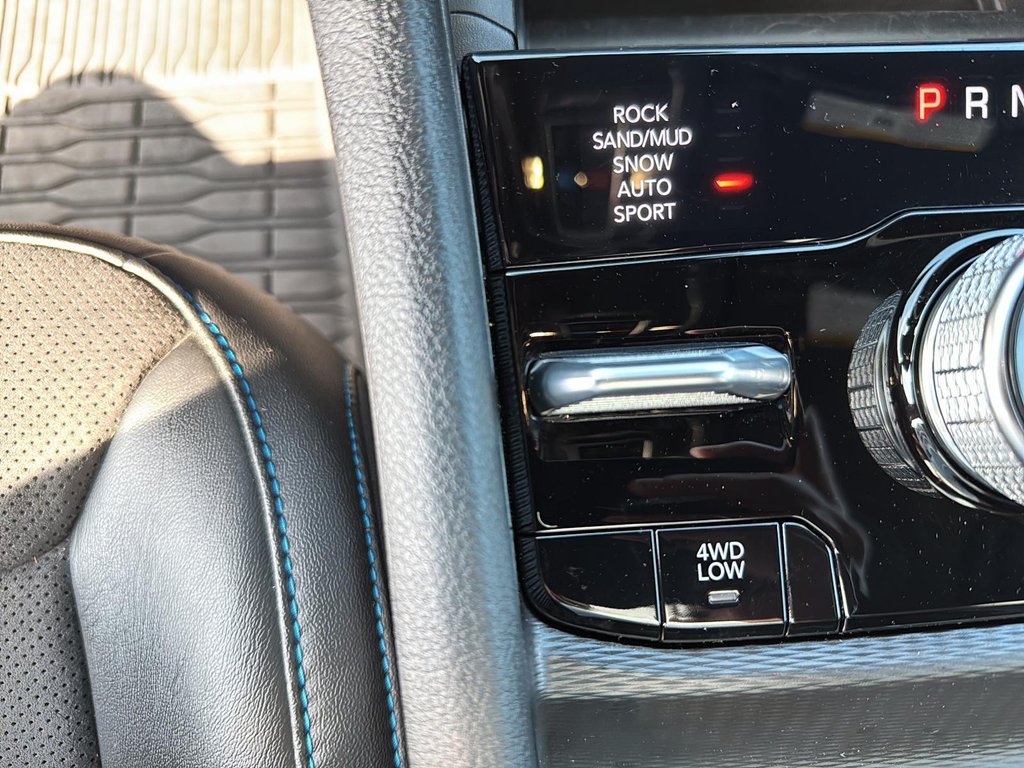 ROCK
SAND/MUD
SNOW
AUTO
SPORT
P R N
4WD
LOW